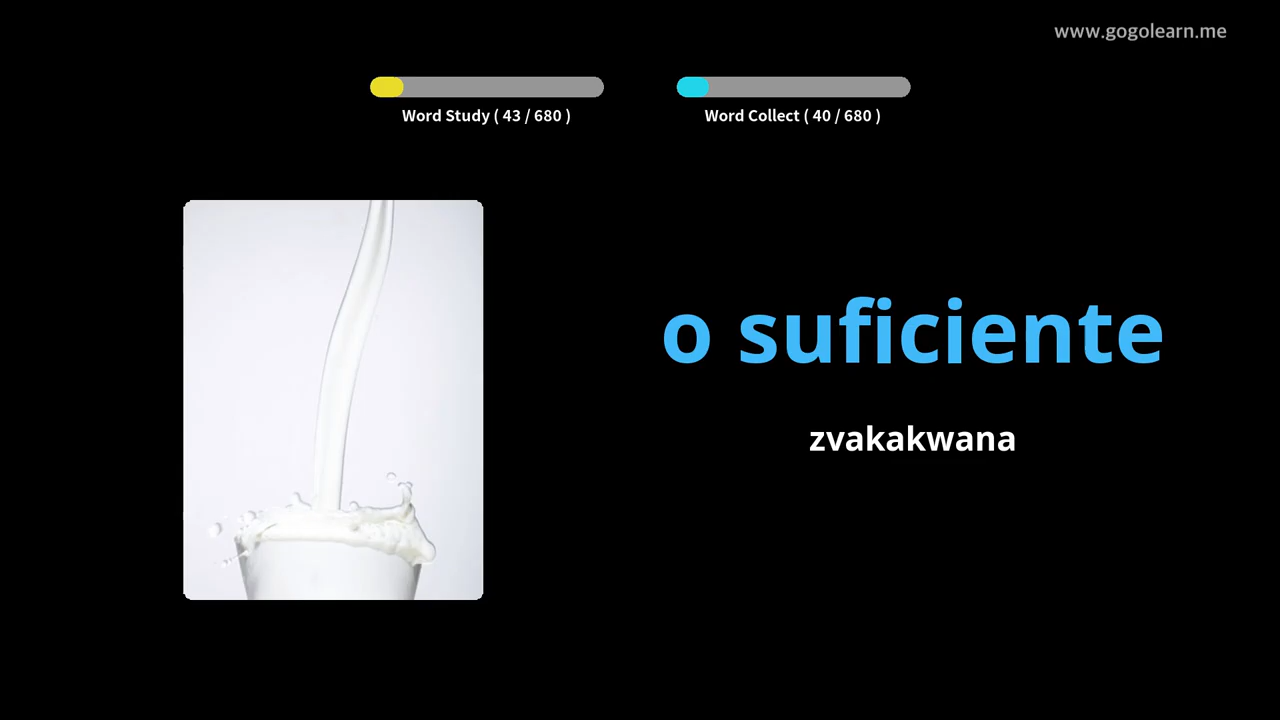 www.gogolearn.me
Word Study ( 43 / 680 )
Word Collect ( 40 / 680 )
o suficiente
zvakakwana